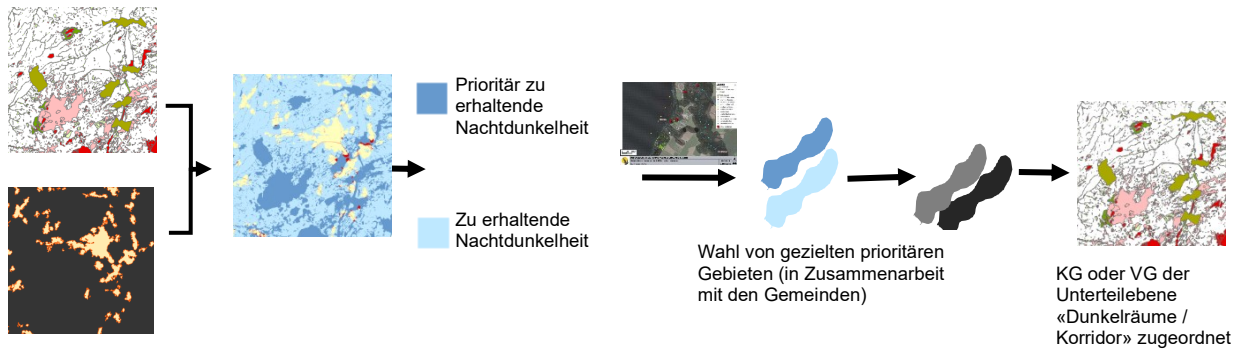 Prioritär zu
erhaltende
Nachtdunkelheit
Zu erhaltende
Nachtdunkelheit
Wahl von gezielten prioritären
Gebieten (in Zusammenarbeit
mit den Gemeinden)
KG oder VG der
Unterteilebene
«Dunkelräume /
Korridor» zugeordnet